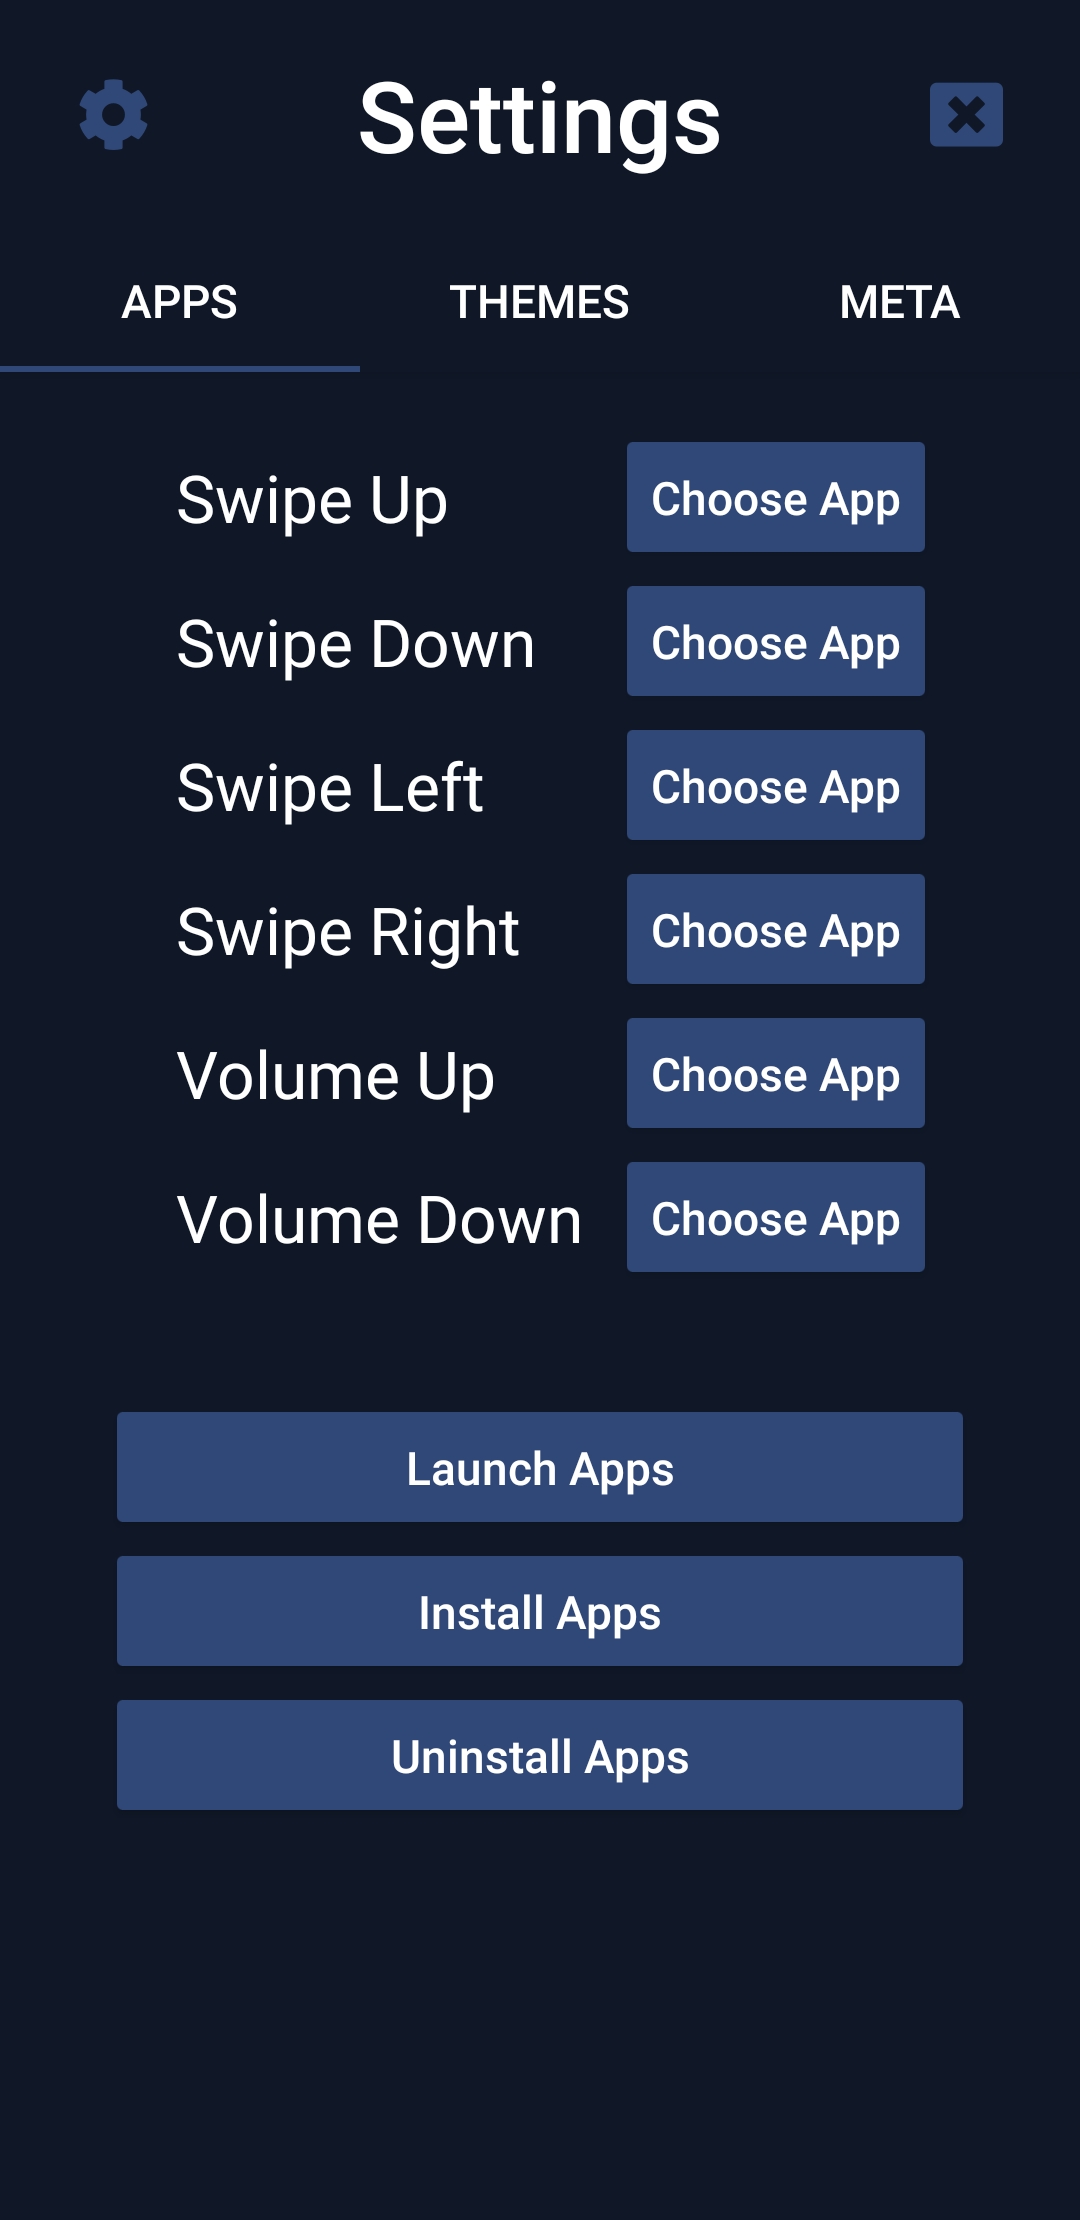 Settings
APPS THEMES META
Swipe Up Choose App
Swipe Down Choose App
Swipe Left Choose App
Swipe Right Choose App
Volume Up Choose App
Volume Down Choose App
Launch Apps
Install Apps
Uninstall Apps